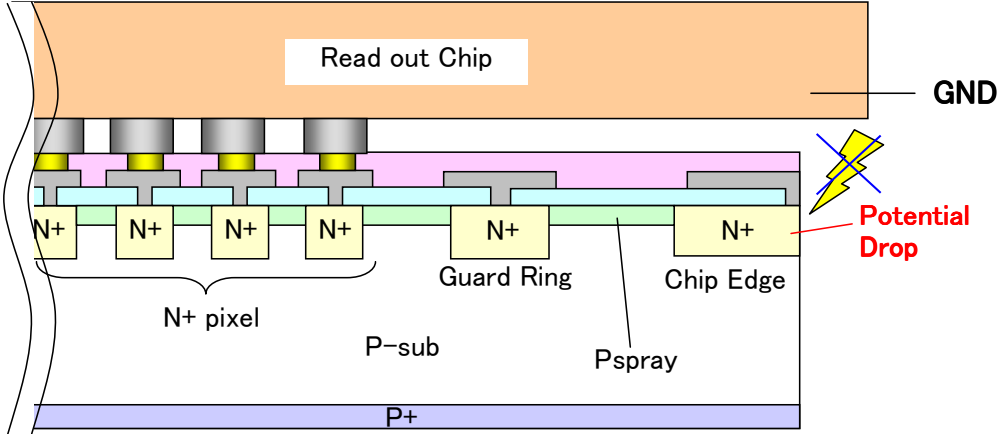 Read out Chip
GND
N+ N+ N+ N+ N+ N+
Potential
Drop
Guard Ring
Chip Edge
N+ pixel
P-sub
Pspray
P+